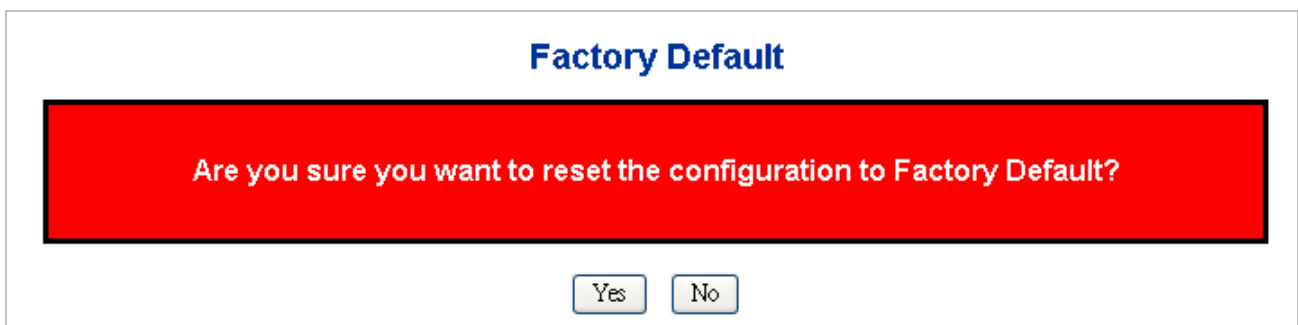 Factory Default
Are you sure you want to reset the configuration to Factory Default?
Yes No